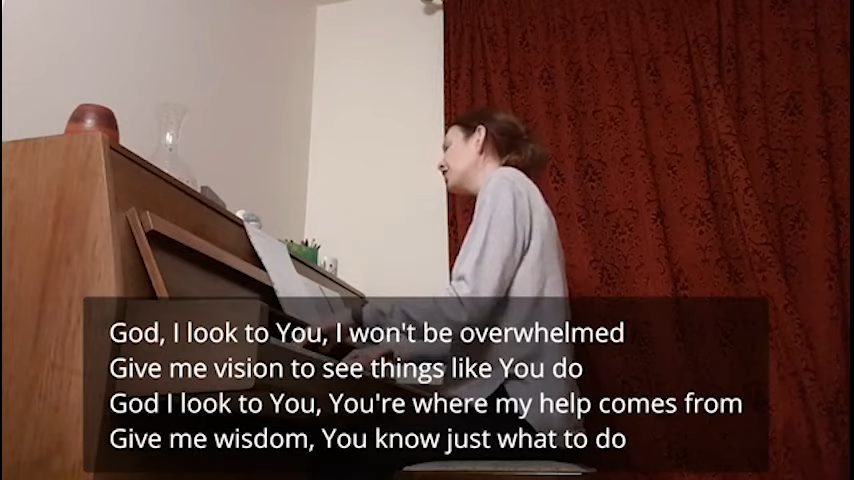 God, I look to You, I won't be overwhelmed
Give me vision to see things like You do
God I look to You, You're where my help comes from
Give me wisdom, You know just what to do